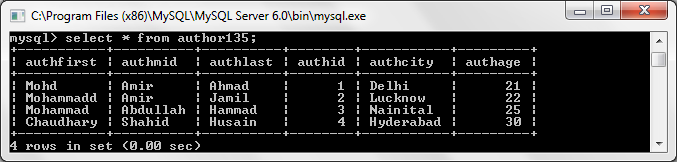 C:\Program Files (x86)\MySQL\MySQL Server 6.0\bin\mysql.exe
mysql> select * from author135;
+-----------+----------+----------+--------+-----------+---------+
| authfirst | authmid | authlast | authid | authcity | authage |
+-----------+----------+----------+--------+-----------+---------+
| Mohd | Amir | Ahmad | 1 | Delhi | 21 |
| Mohammadd | Amir | Jamil | 2 | Lucknow | 22 |
| Mohammad | Abdullah | Hammad | 3 | Nainital | 25 |
| Chaudhary | Shahid | Husain | 4 | Hyderabad | 30 |
+-----------+----------+----------+--------+-----------+---------+
4 rows in set (0.00 sec)